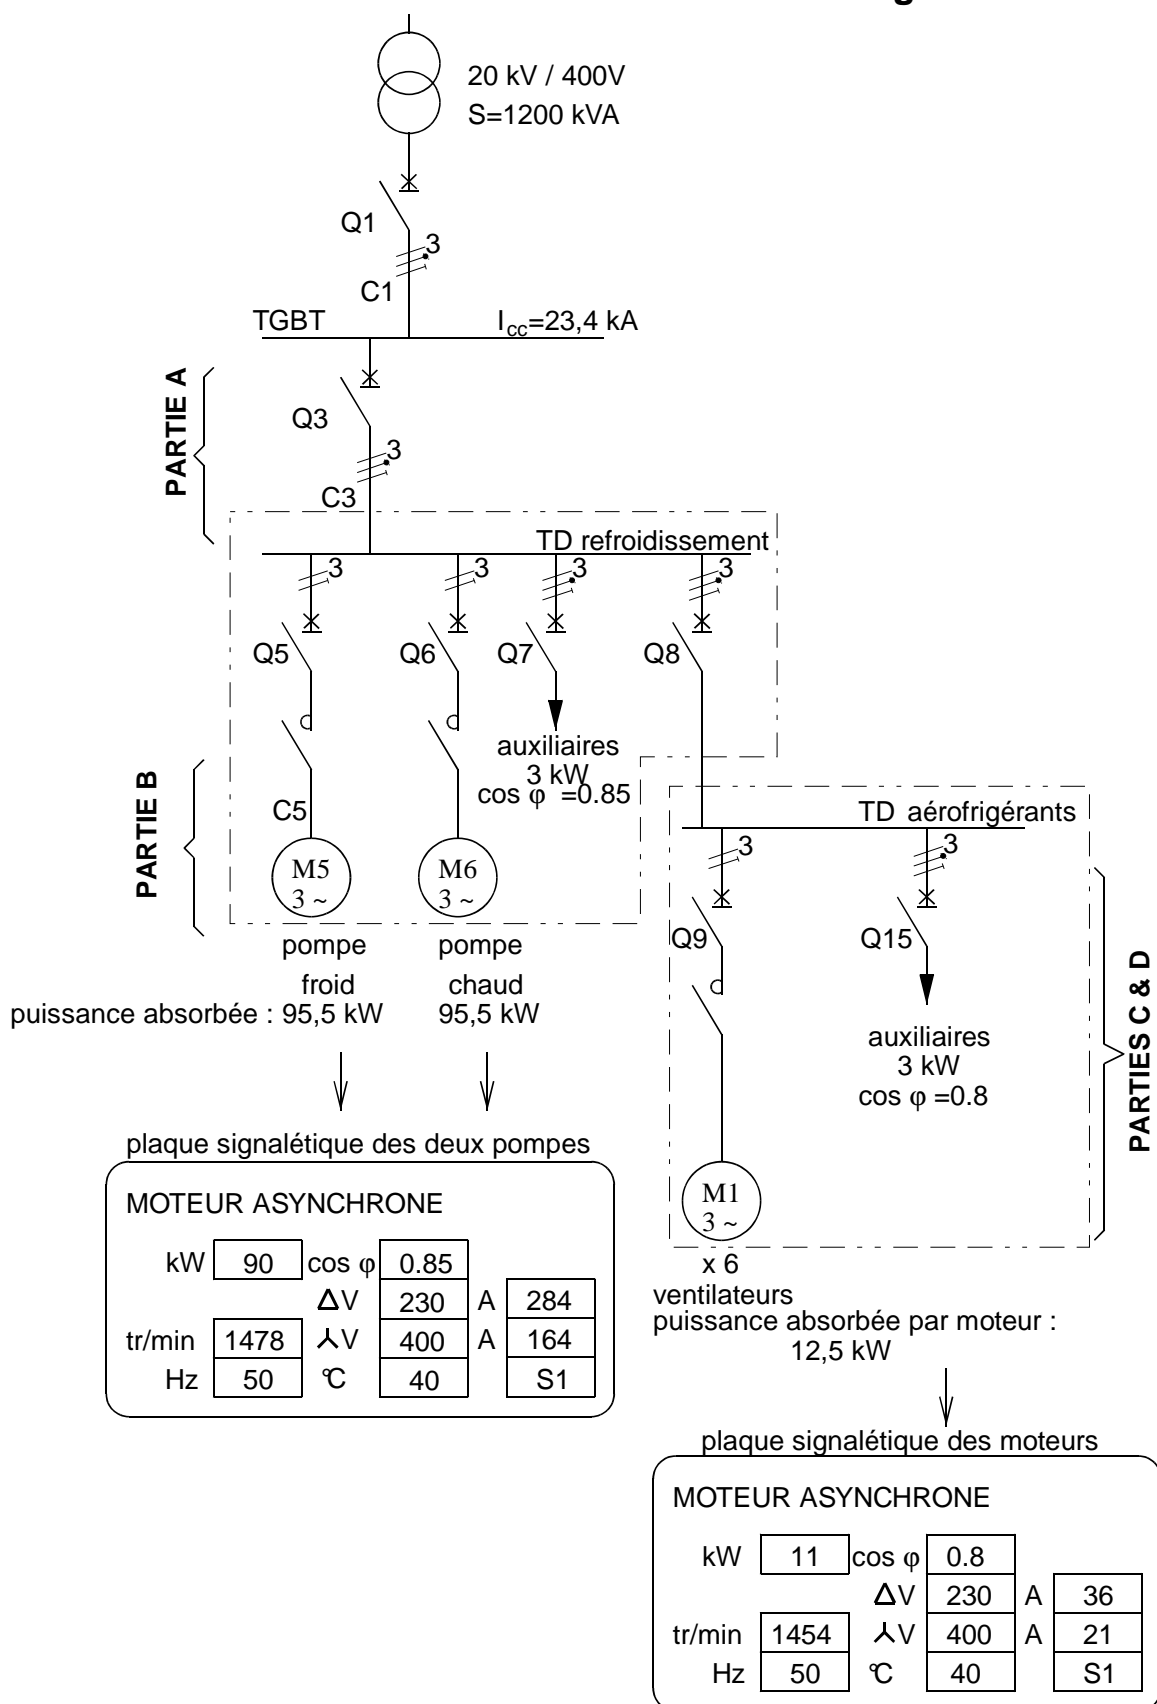 20 kV / 400V
S=1200 kVA
Q1
3
C1
TGBT
Icc=23,4 kA
PARTIE A
Q3
3
C3
TD refroidissement
3
3
3
3
Q5
Q6
Q7
Q8
auxiliaires
3 kW
cos φ =0.85
PARTIE B
C5
M5
3 ~
M6
3 ~
TD aérofrigérants
3
3
Q9
Q15
pompe
froid
pompe
chaud
puissance absorbée : 95,5 kW
95,5 kW
auxiliaires
3 kW
cos φ =0.8
PARTIES C & D
M1
3 ~
x 6
ventilateurs
puissance absorbée par moteur :
12,5 kW
plaque signalétique des deux pompes
MOTEUR ASYNCHRONE
kW 90 cos φ 0.85
ΔV 230 A 284
tr/min 1478 ⅄V 400 A 164
Hz 50 °C 40 S1
plaque signalétique des moteurs
MOTEUR ASYNCHRONE
kW 11 cos φ 0.8
ΔV 230 A 36
tr/min 1454 ⅄V 400 A 21
Hz 50 °C 40 S1